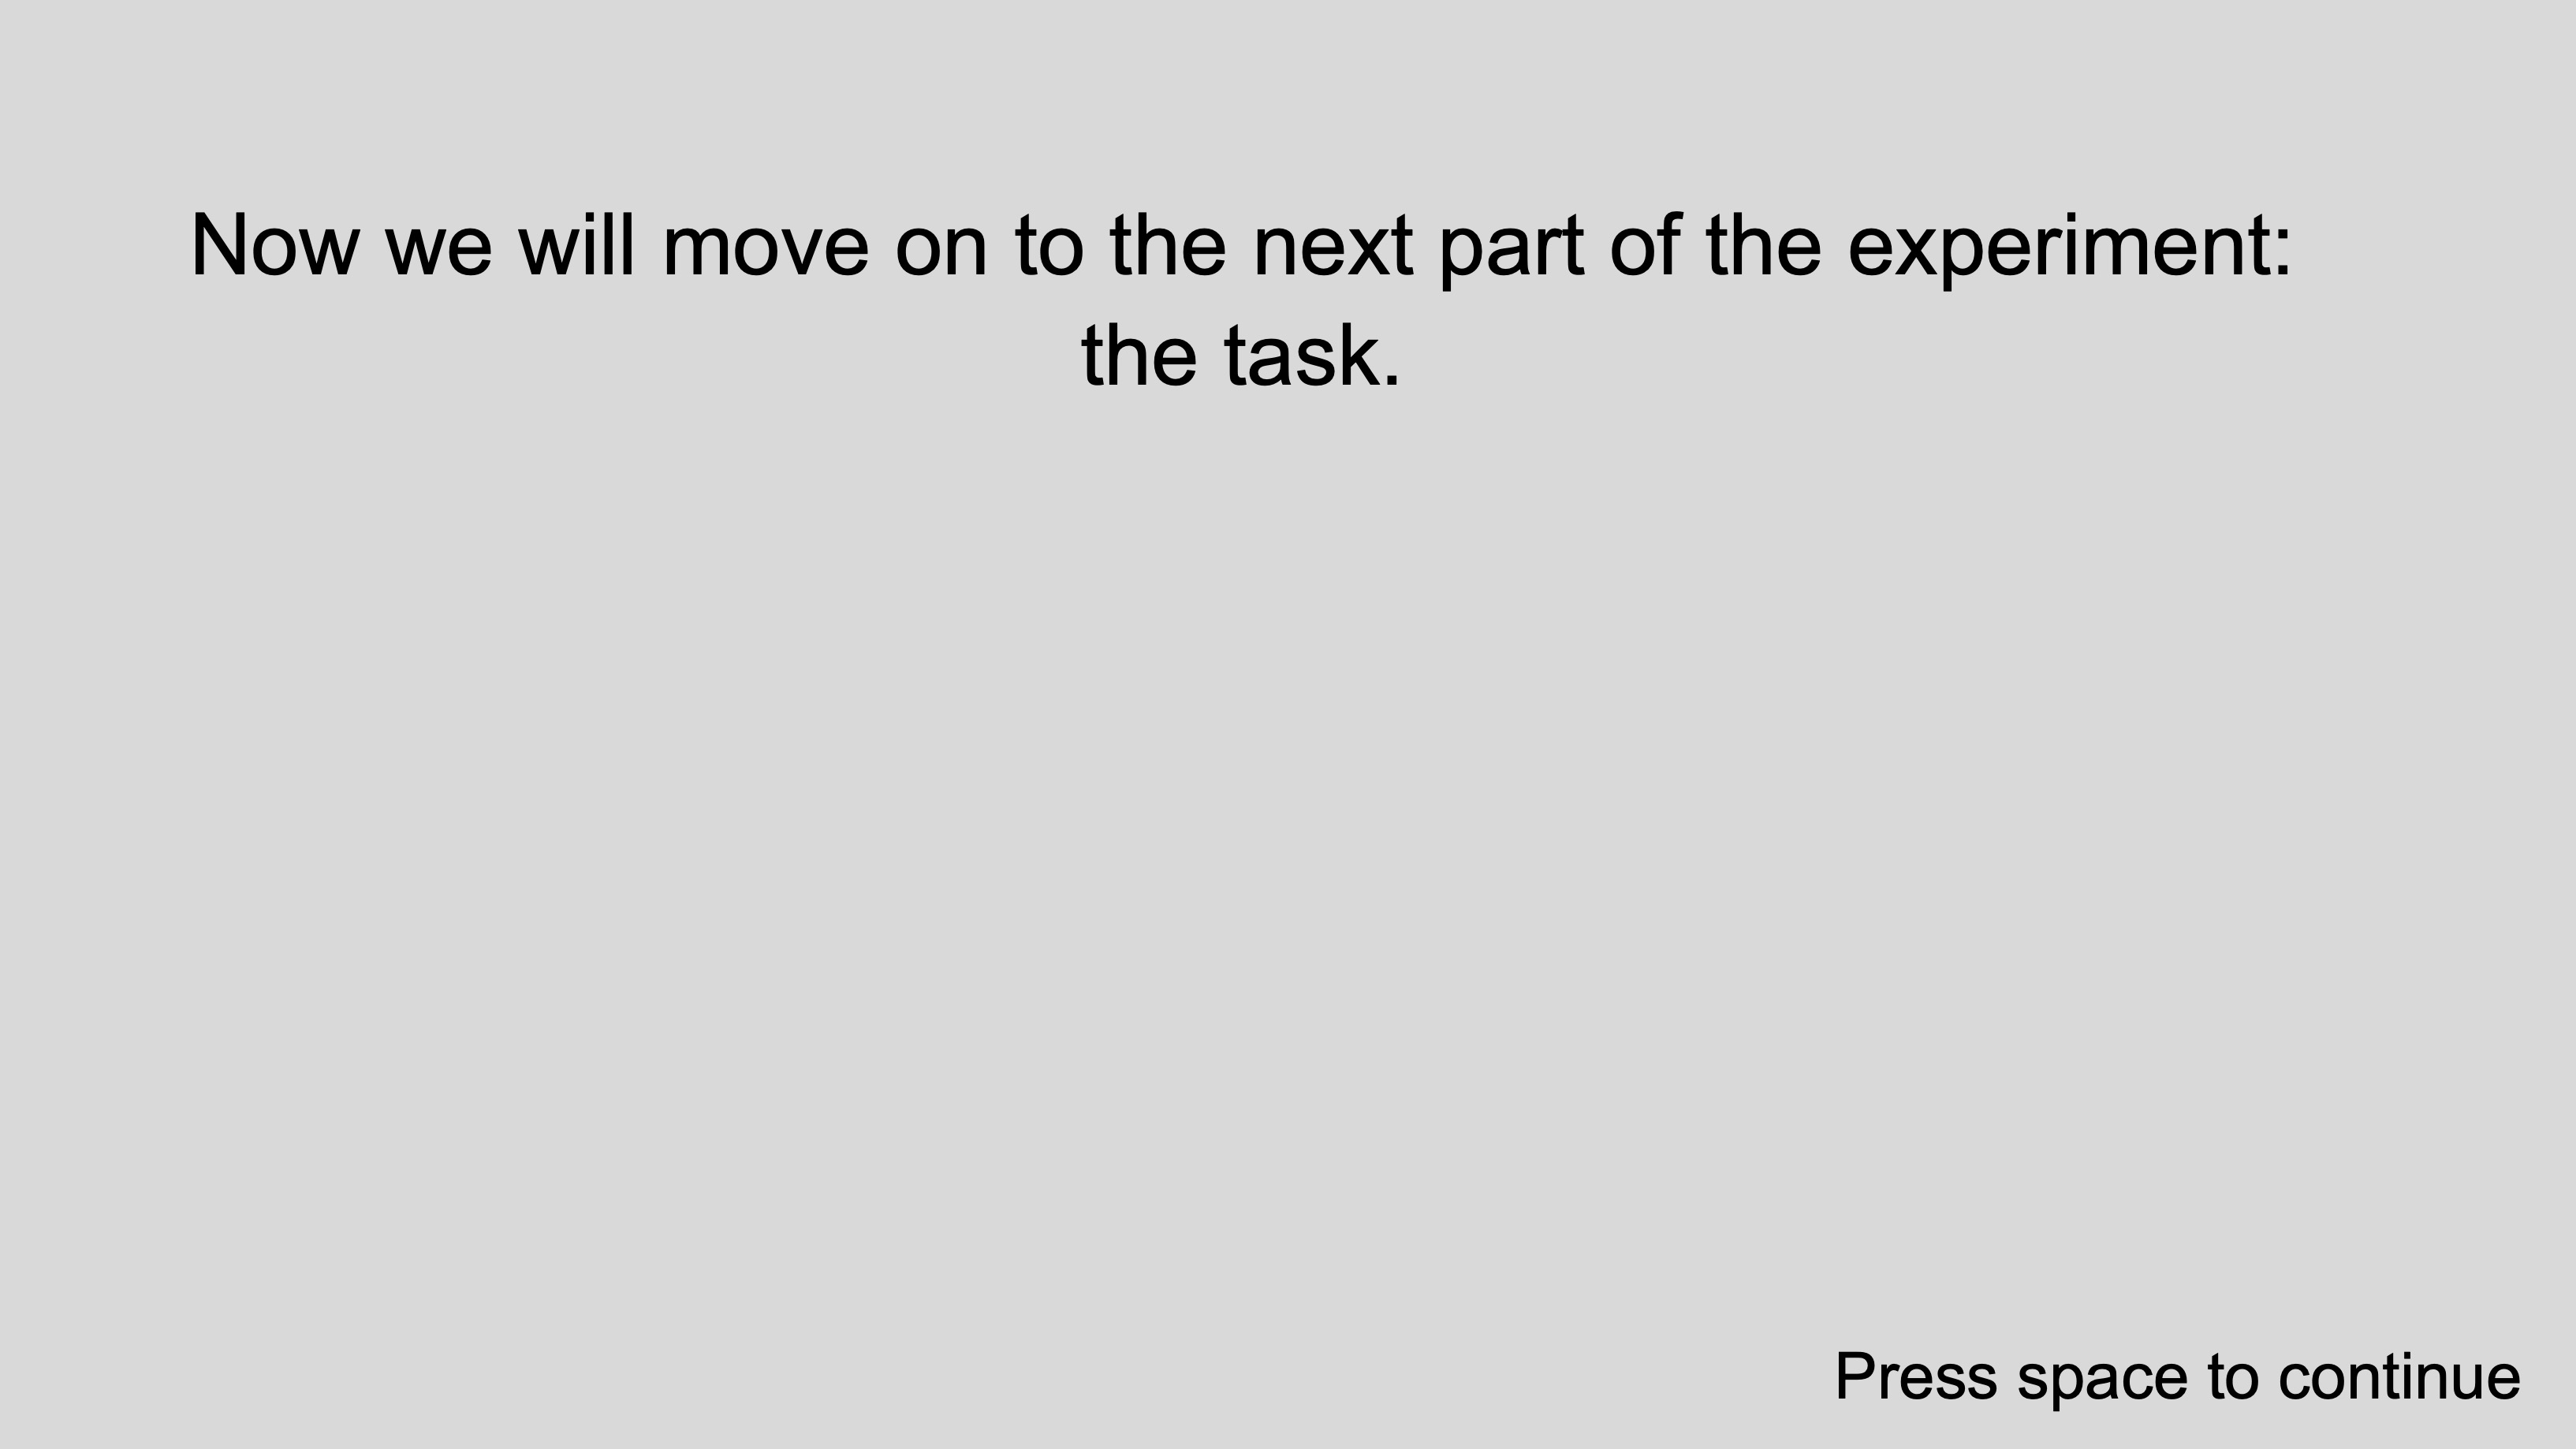 Now we will move on to the next part of the experiment:
the task.
Press space to continue